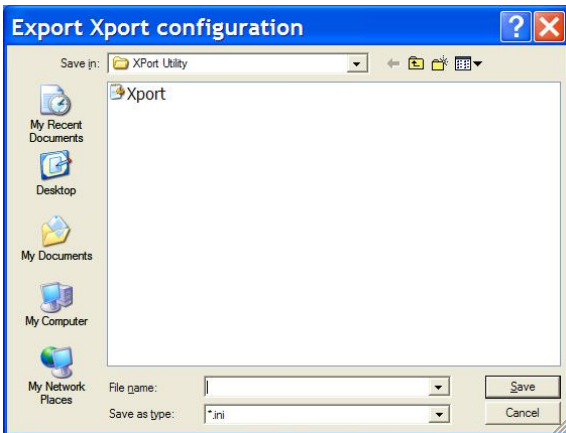 Export Xport configuration
Save in:
XPort Utility
Xport
My Recent
Documents
Desktop
My Documents
My Computer
My Network
Places
File name:
Save
Save as type:
*.ini
Cancel